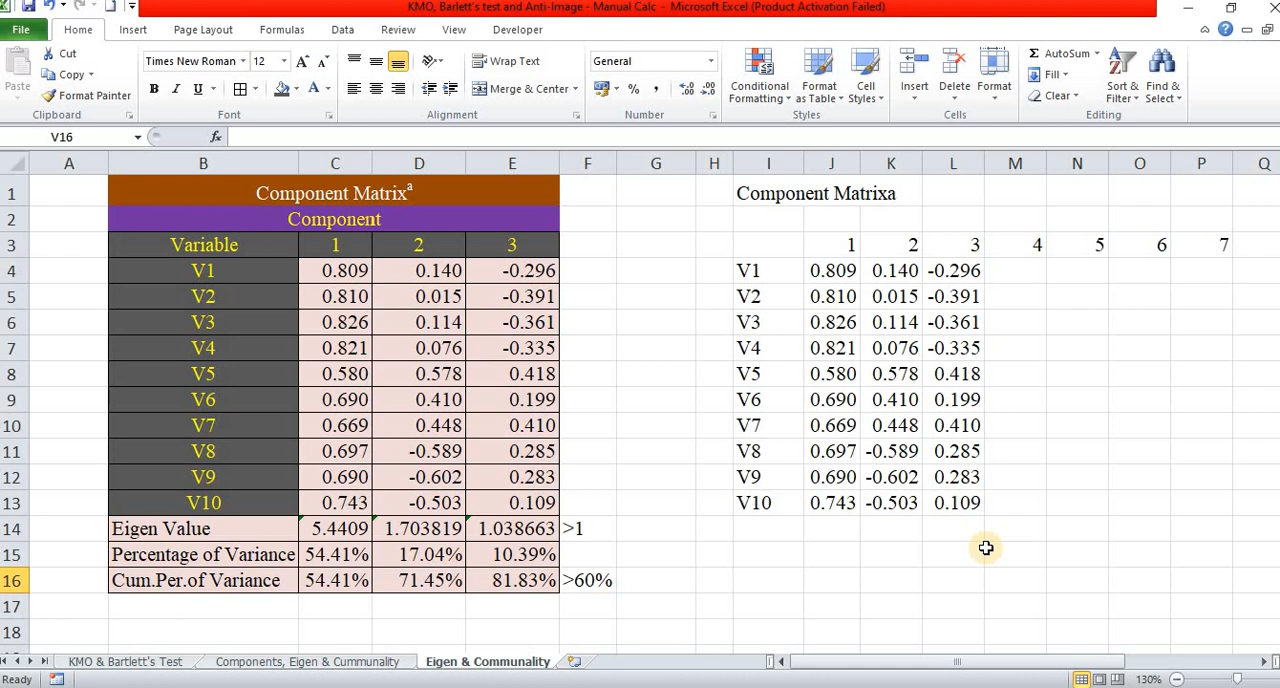 KMO, Barlett's test and Anti-Image - Manual Calc - Microsoft Excel (Product Activation Failed)
File Home Insert Page Layout Formulas Data Review View Developer
Cut
Copy
Format Painter
Paste
Clipboard
Times New Roman 12
B I U
Font
Wrap Text
Merge & Center
Alignment
General
% ,
Number
Conditional Formatting
Format as Table
Cell Styles
Styles
Insert Delete Format
Cells
Σ AutoSum
Fill
Clear
Sort & Filter
Find & Select
Editing
V16 fx
A B C D E F G H I J K L M N O P Q
1 Component Matrixa Component Matrixa
2 Component
3 Variable 1 2 3 1 2 3 4 5 6 7
4 V1 0.809 0.140 -0.296 V1 0.809 0.140 -0.296
5 V2 0.810 0.015 -0.391 V2 0.810 0.015 -0.391
6 V3 0.826 0.114 -0.361 V3 0.826 0.114 -0.361
7 V4 0.821 0.076 -0.335 V4 0.821 0.076 -0.335
8 V5 0.580 0.578 0.418 V5 0.580 0.578 0.418
9 V6 0.690 0.410 0.199 V6 0.690 0.410 0.199
10 V7 0.669 0.448 0.410 V7 0.669 0.448 0.410
11 V8 0.697 -0.589 0.285 V8 0.697 -0.589 0.285
12 V9 0.690 -0.602 0.283 V9 0.690 -0.602 0.283
13 V10 0.743 -0.503 0.109 V10 0.743 -0.503 0.109
14 Eigen Value 5.4409 1.703819 1.038663 >1
15 Percentage of Variance 54.41% 17.04% 10.39%
16 Cum.Per.of Variance 54.41% 71.45% 81.83% >60%
17
18
KMO & Bartlett's Test Components, Eigen & Cummunality Eigen & Communality
Ready 130%